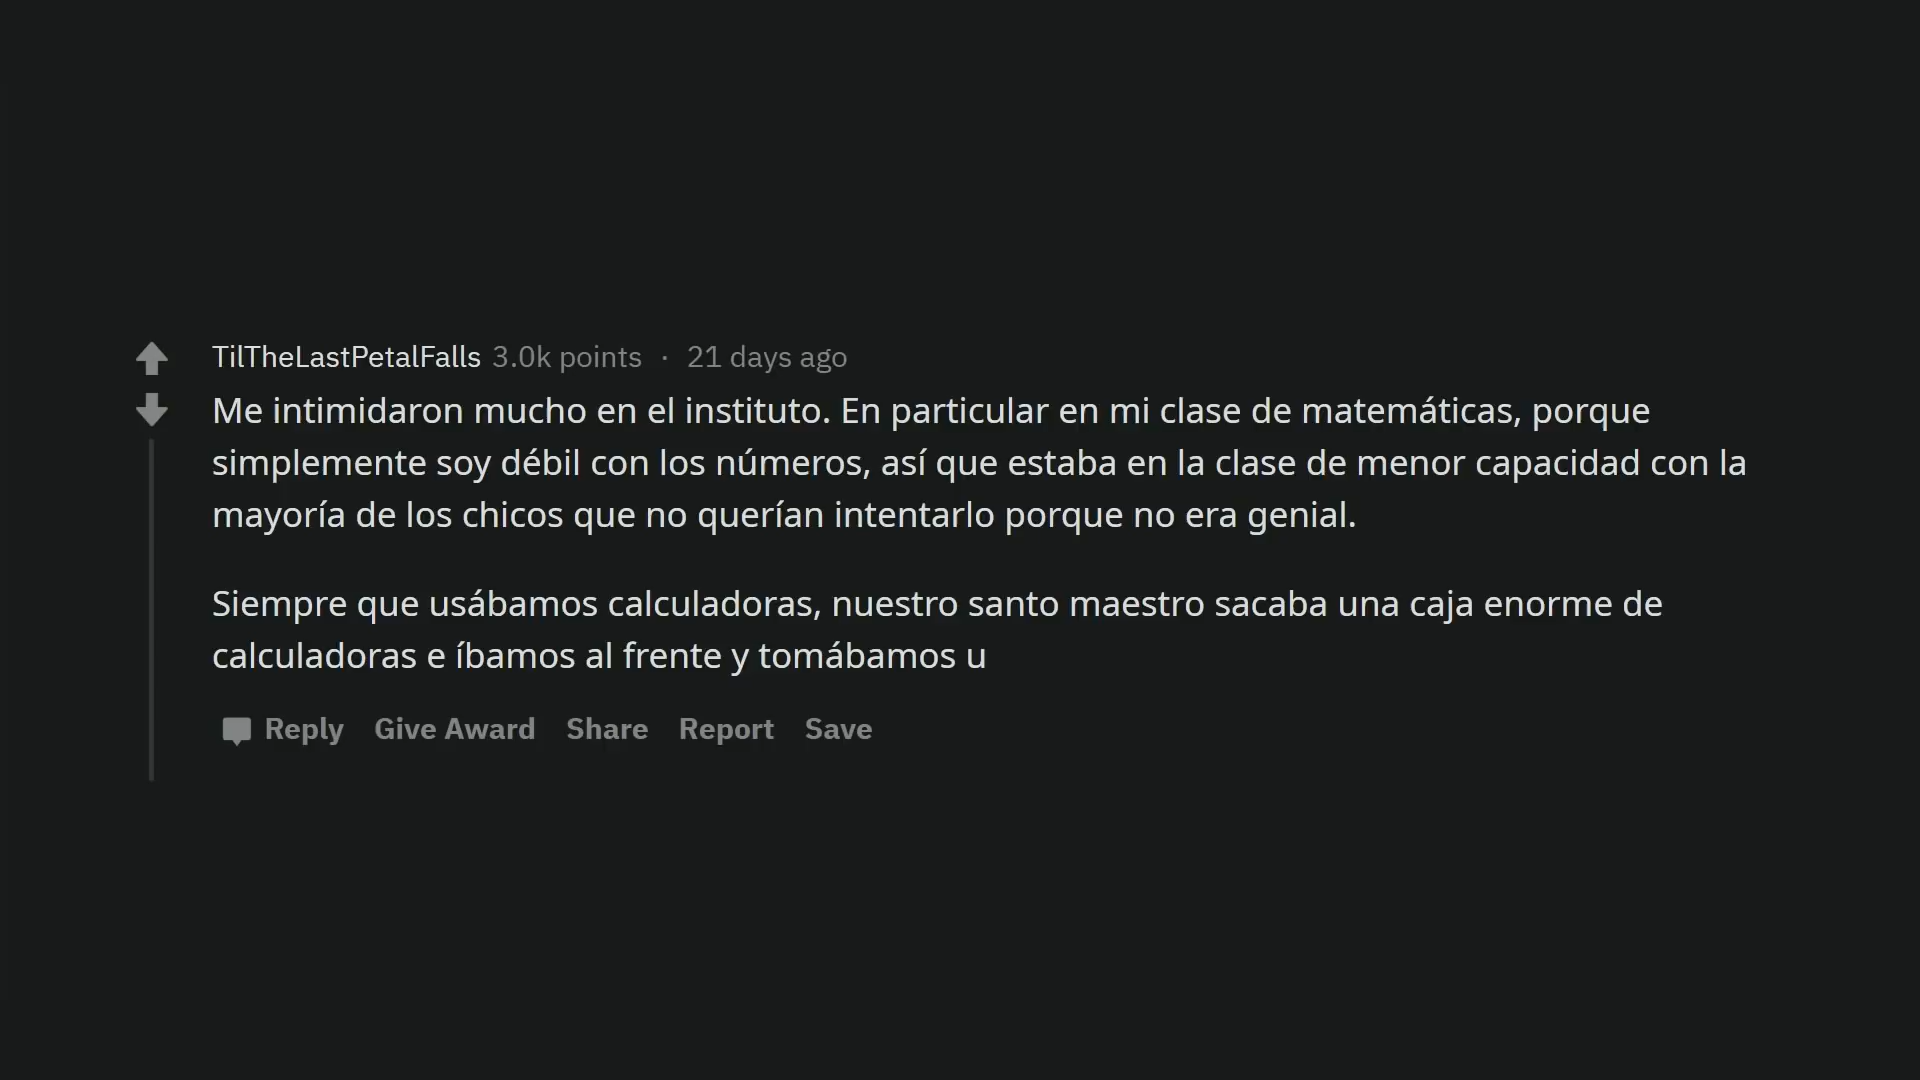 TilTheLastPetalFalls 3.0k points · 21 days ago
Me intimidaron mucho en el instituto. En particular en mi clase de matemáticas, porque
simplemente soy débil con los números, así que estaba en la clase de menor capacidad con la
mayoría de los chicos que no querían intentarlo porque no era genial.
Siempre que usábamos calculadoras, nuestro santo maestro sacaba una caja enorme de
calculadoras e íbamos al frente y tomábamos u
Reply Give Award Share Report Save